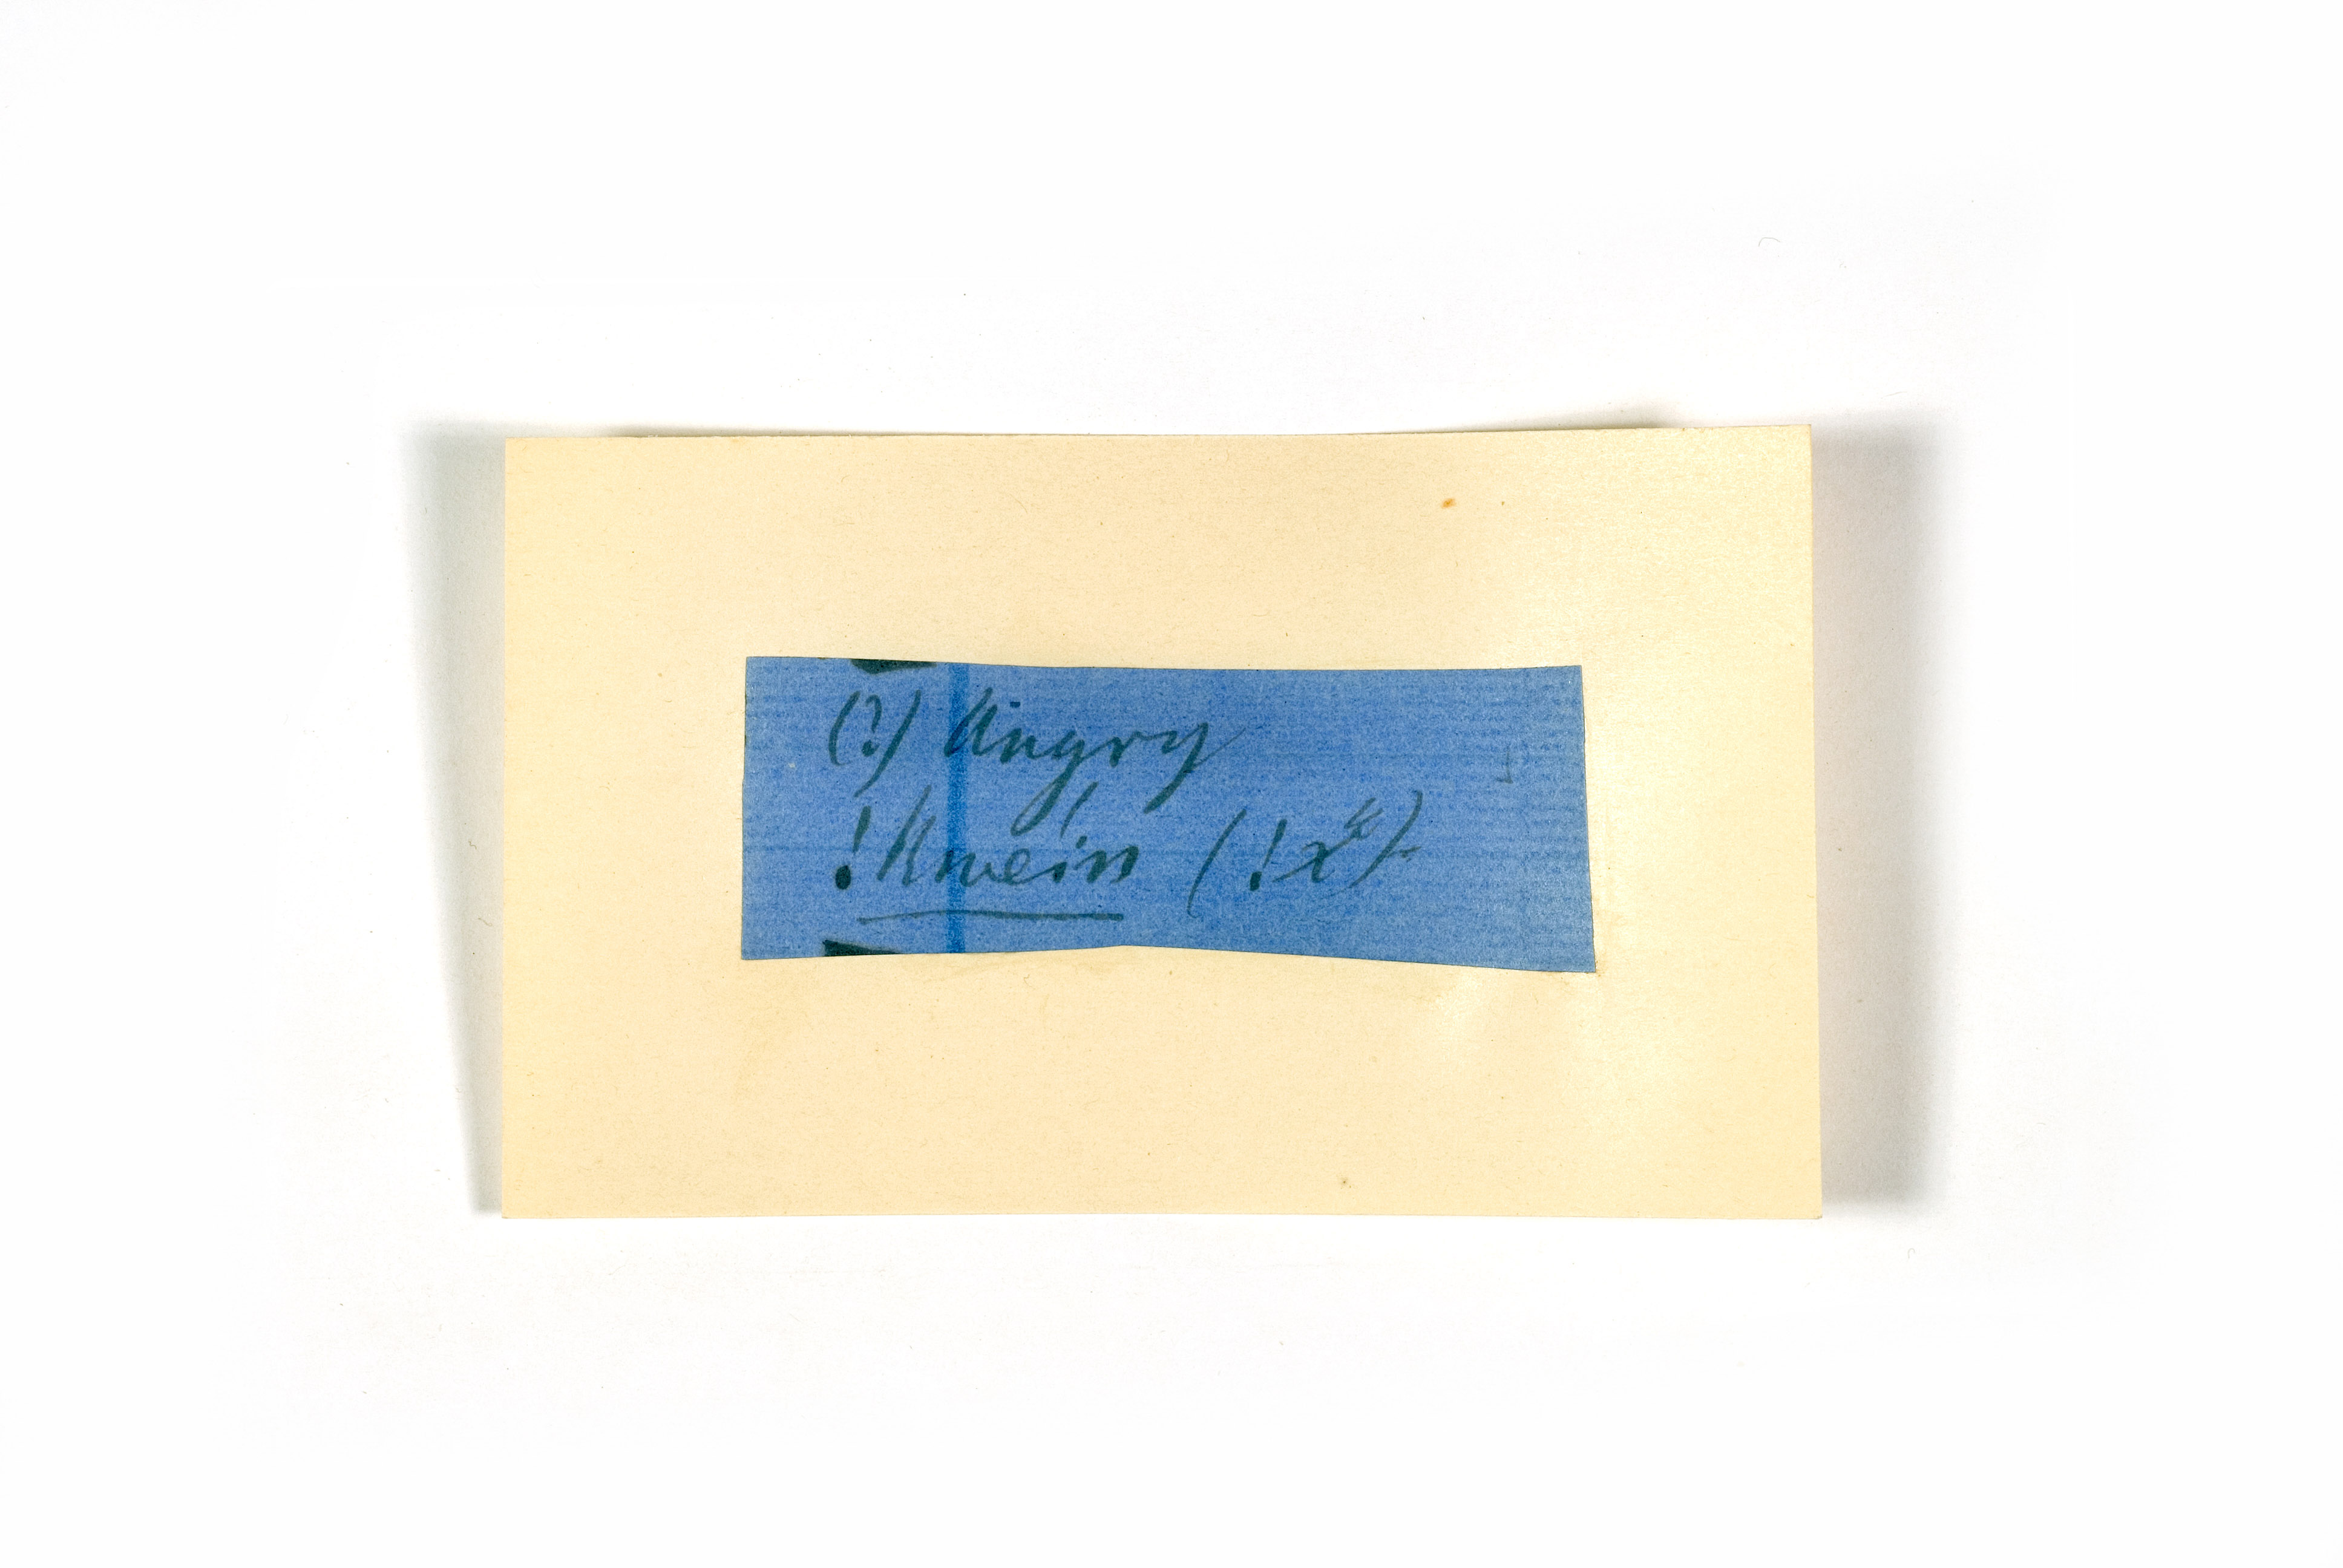 (?) Angry
!Kwein (!x)